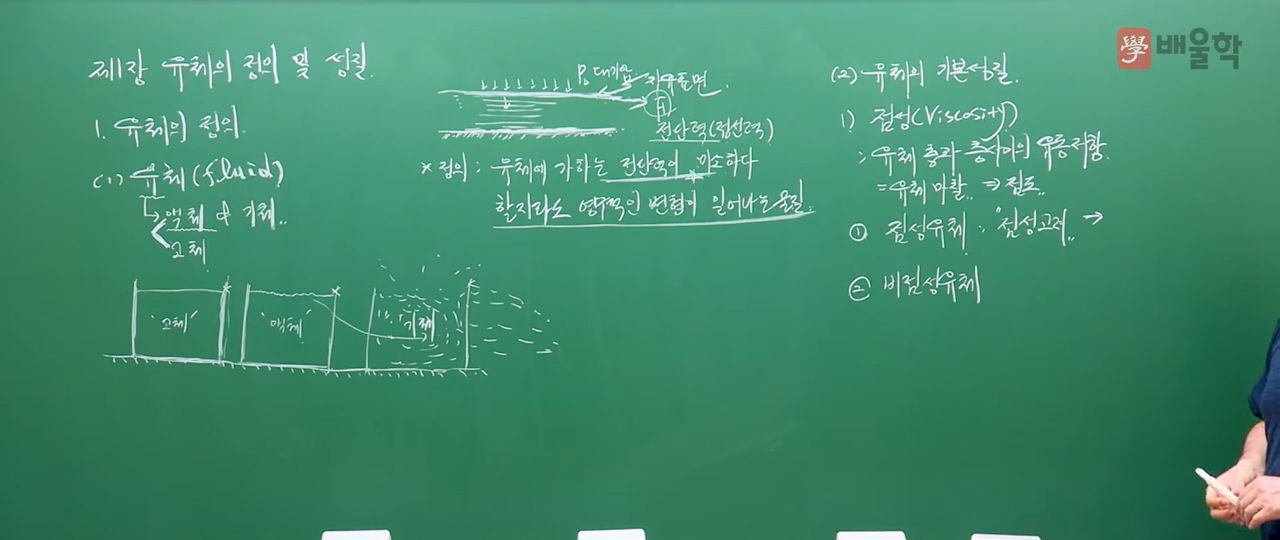 제1장 유체의 정의 및 성질.
1. 유체의 정의.
(1) 유체(fluid)
액체 & 기체..
고체.
"고체"
"액체"
기체
P. 대기압
자유표면.
전단력(접선력)
* 정의 : 유체에 가하는 전단력이 미소하다
할지라도 연속적인 변형이 일어나는 물질.
(2) 유체의 기본성질.
1) 점성(Viscosity)
: 유체 층과 층사이의 유동저항.
= 유체 마찰.. ⇒ 점도..
① 점성유체 : "점성고려.. →
② 비점성유체
學 배울학